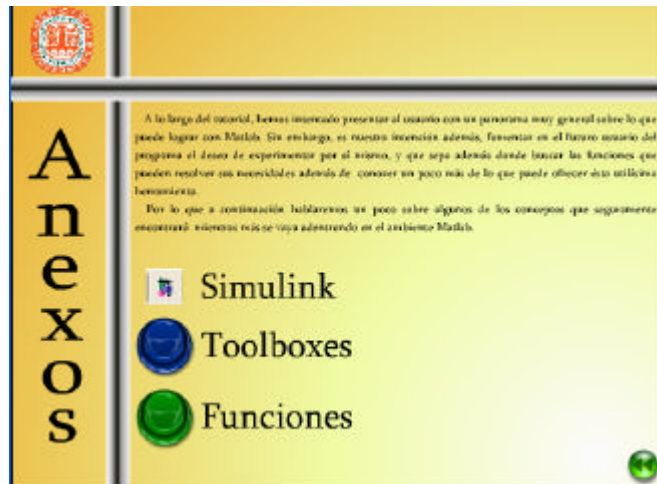 Anexos
A lo largo del tutorial, hemos intentado presentar al usuario con un panorama muy general sobre lo que
puede lograr con Matlab. Sin embargo, es nuestra intención además, fomentar en el futuro usuario del
programa el deseo de experimentar por sí mismo, y que sepa además donde buscar las funciones que
pueden resolver sus necesidades además de conocer un poco más de lo que puede ofrecer ésta utilísima
herramienta.
Por lo que a continuación hablaremos un poco sobre algunos de los conceptos que seguramente
encontrará mientras más se vaya adentrando en el ambiente Matlab.
Simulink
Toolboxes
Funciones